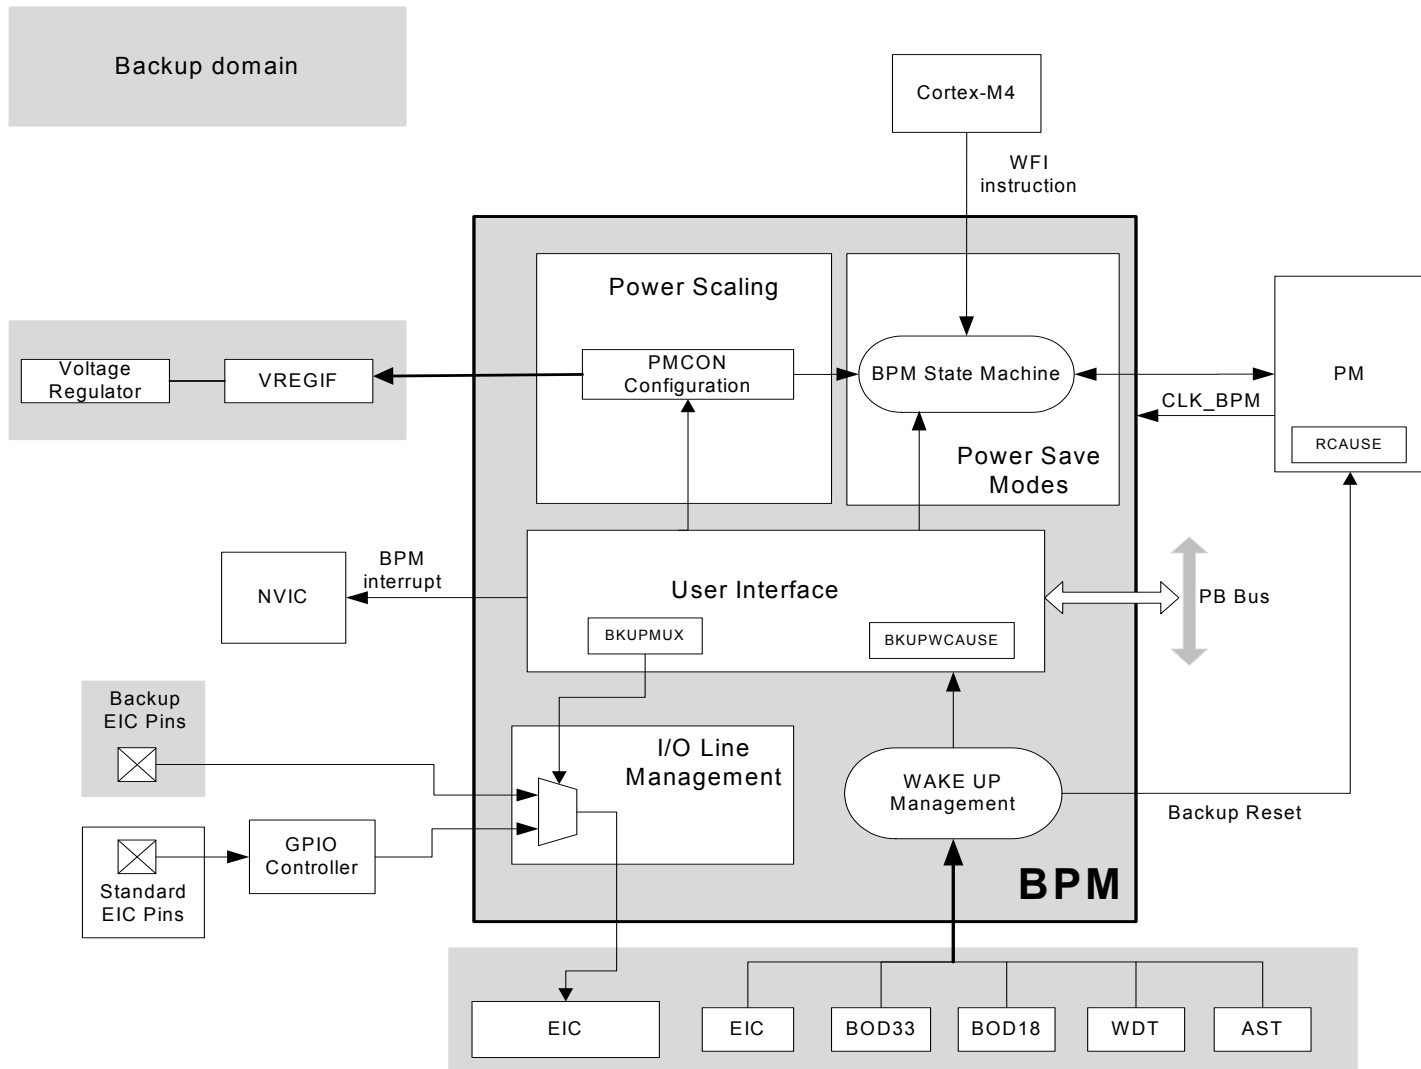 Backup domain
Cortex-M4
WFI
instruction
Power Scaling
PMCON
Configuration
BPM State Machine
Power Save
Modes
Voltage
Regulator
VREGIF
PM
CLK_BPM
RCAUSE
BPM
interrupt
NVIC
User Interface
BKUPMUX
BKUPWCAUSE
PB Bus
Backup
EIC Pins
I/O Line
Management
WAKE UP
Management
Backup Reset
GPIO
Controller
Standard
EIC Pins
BPM
EIC
EIC
BOD33
BOD18
WDT
AST